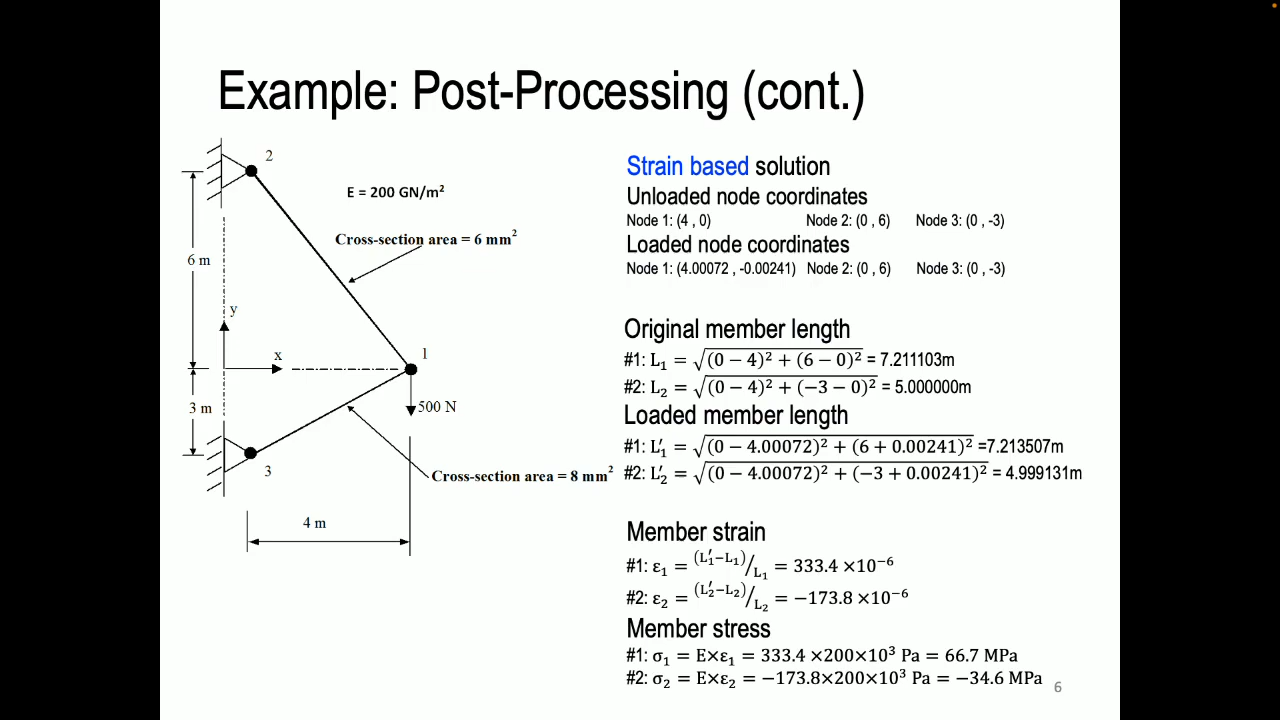 Example: Post-Processing (cont.)
2
E = 200 GN/m²
Cross-section area = 6 mm²
6 m
y
x
1
3 m
500 N
3
Cross-section area = 8 mm²
4 m
Strain based solution
Unloaded node coordinates
Node 1: (4 , 0) Node 2: (0 , 6) Node 3: (0 , -3)
Loaded node coordinates
Node 1: (4.00072 , -0.00241) Node 2: (0 , 6) Node 3: (0 , -3)
Original member length
#1: L₁ = √(0 − 4)² + (6 − 0)² = 7.211103m
#2: L₂ = √(0 − 4)² + (−3 − 0)² = 5.000000m
Loaded member length
#1: L′₁ = √(0 − 4.00072)² + (6 + 0.00241)² =7.213507m
#2: L′₂ = √(0 − 4.00072)² + (−3 + 0.00241)² = 4.999131m
Member strain
#1: ε₁ = (L′₁−L₁)/L₁ = 333.4 ×10⁻⁶
#2: ε₂ = (L′₂−L₂)/L₂ = −173.8 ×10⁻⁶
Member stress
#1: σ₁ = E×ε₁ = 333.4 ×200×10³ Pa = 66.7 MPa
#2: σ₂ = E×ε₂ = −173.8×200×10³ Pa = −34.6 MPa
6